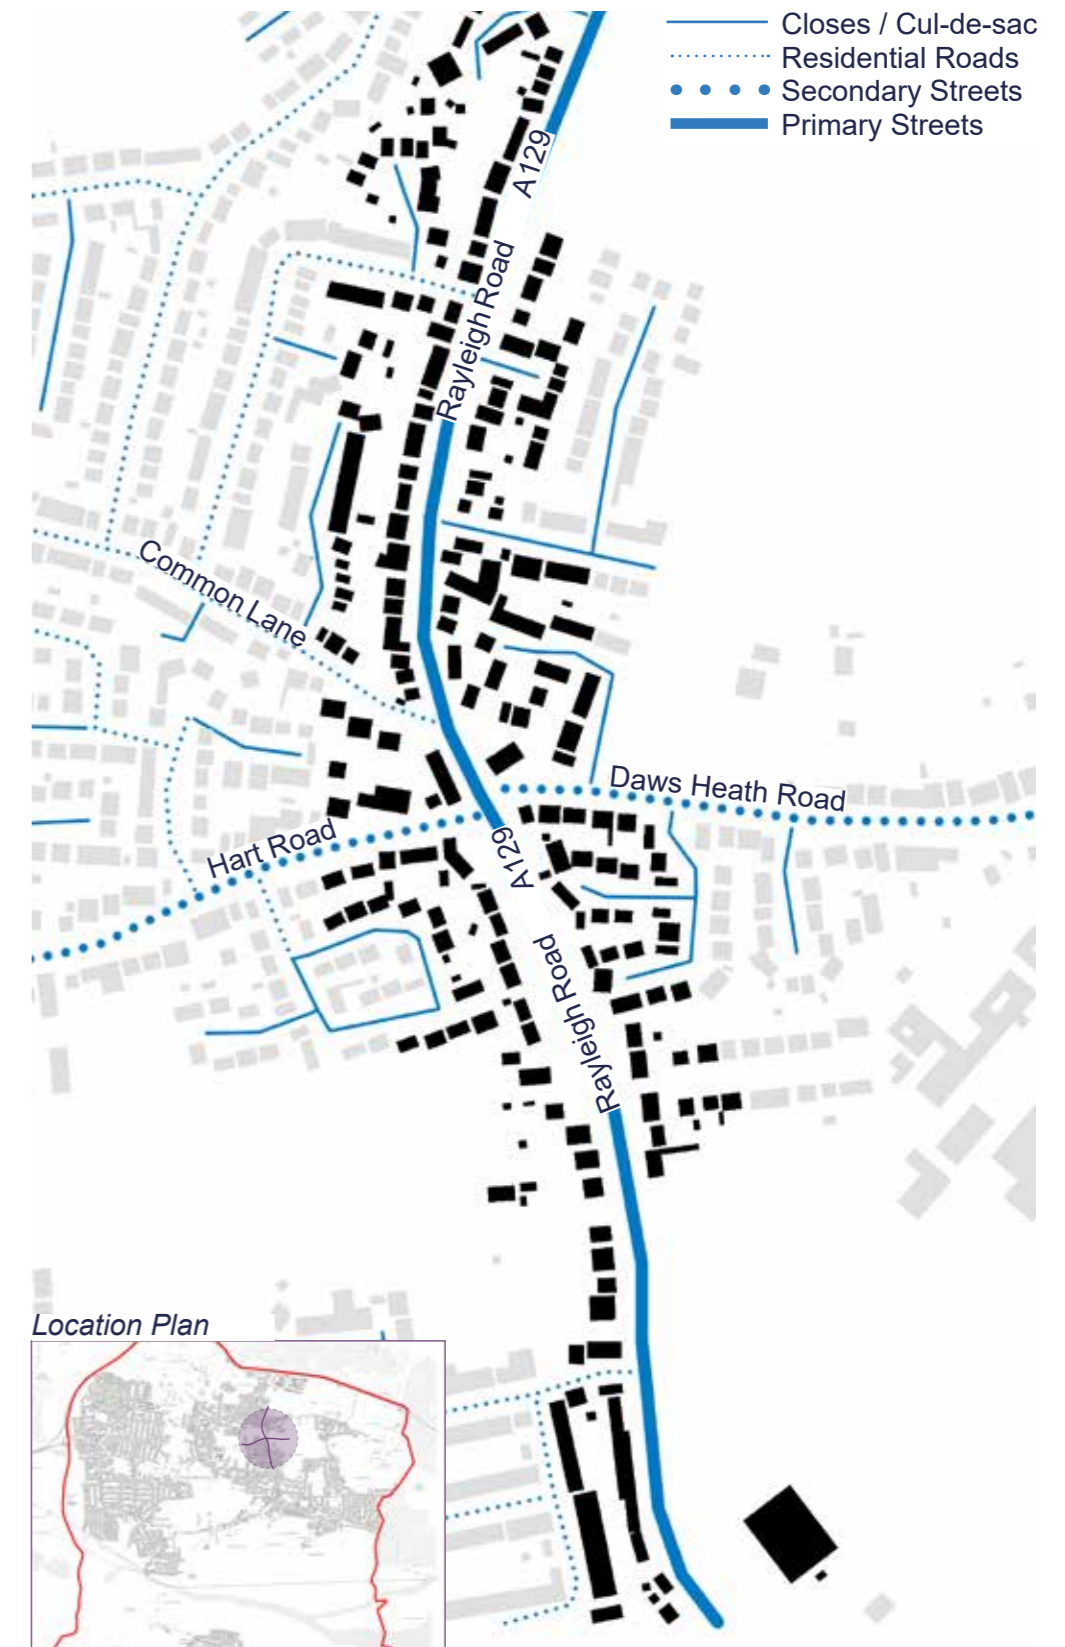 Closes / Cul-de-sac
Residential Roads
Secondary Streets
Primary Streets
A129
Rayleigh Road
Common Lane
Daws Heath Road
Hart Road
A129
Rayleigh Road
Location Plan